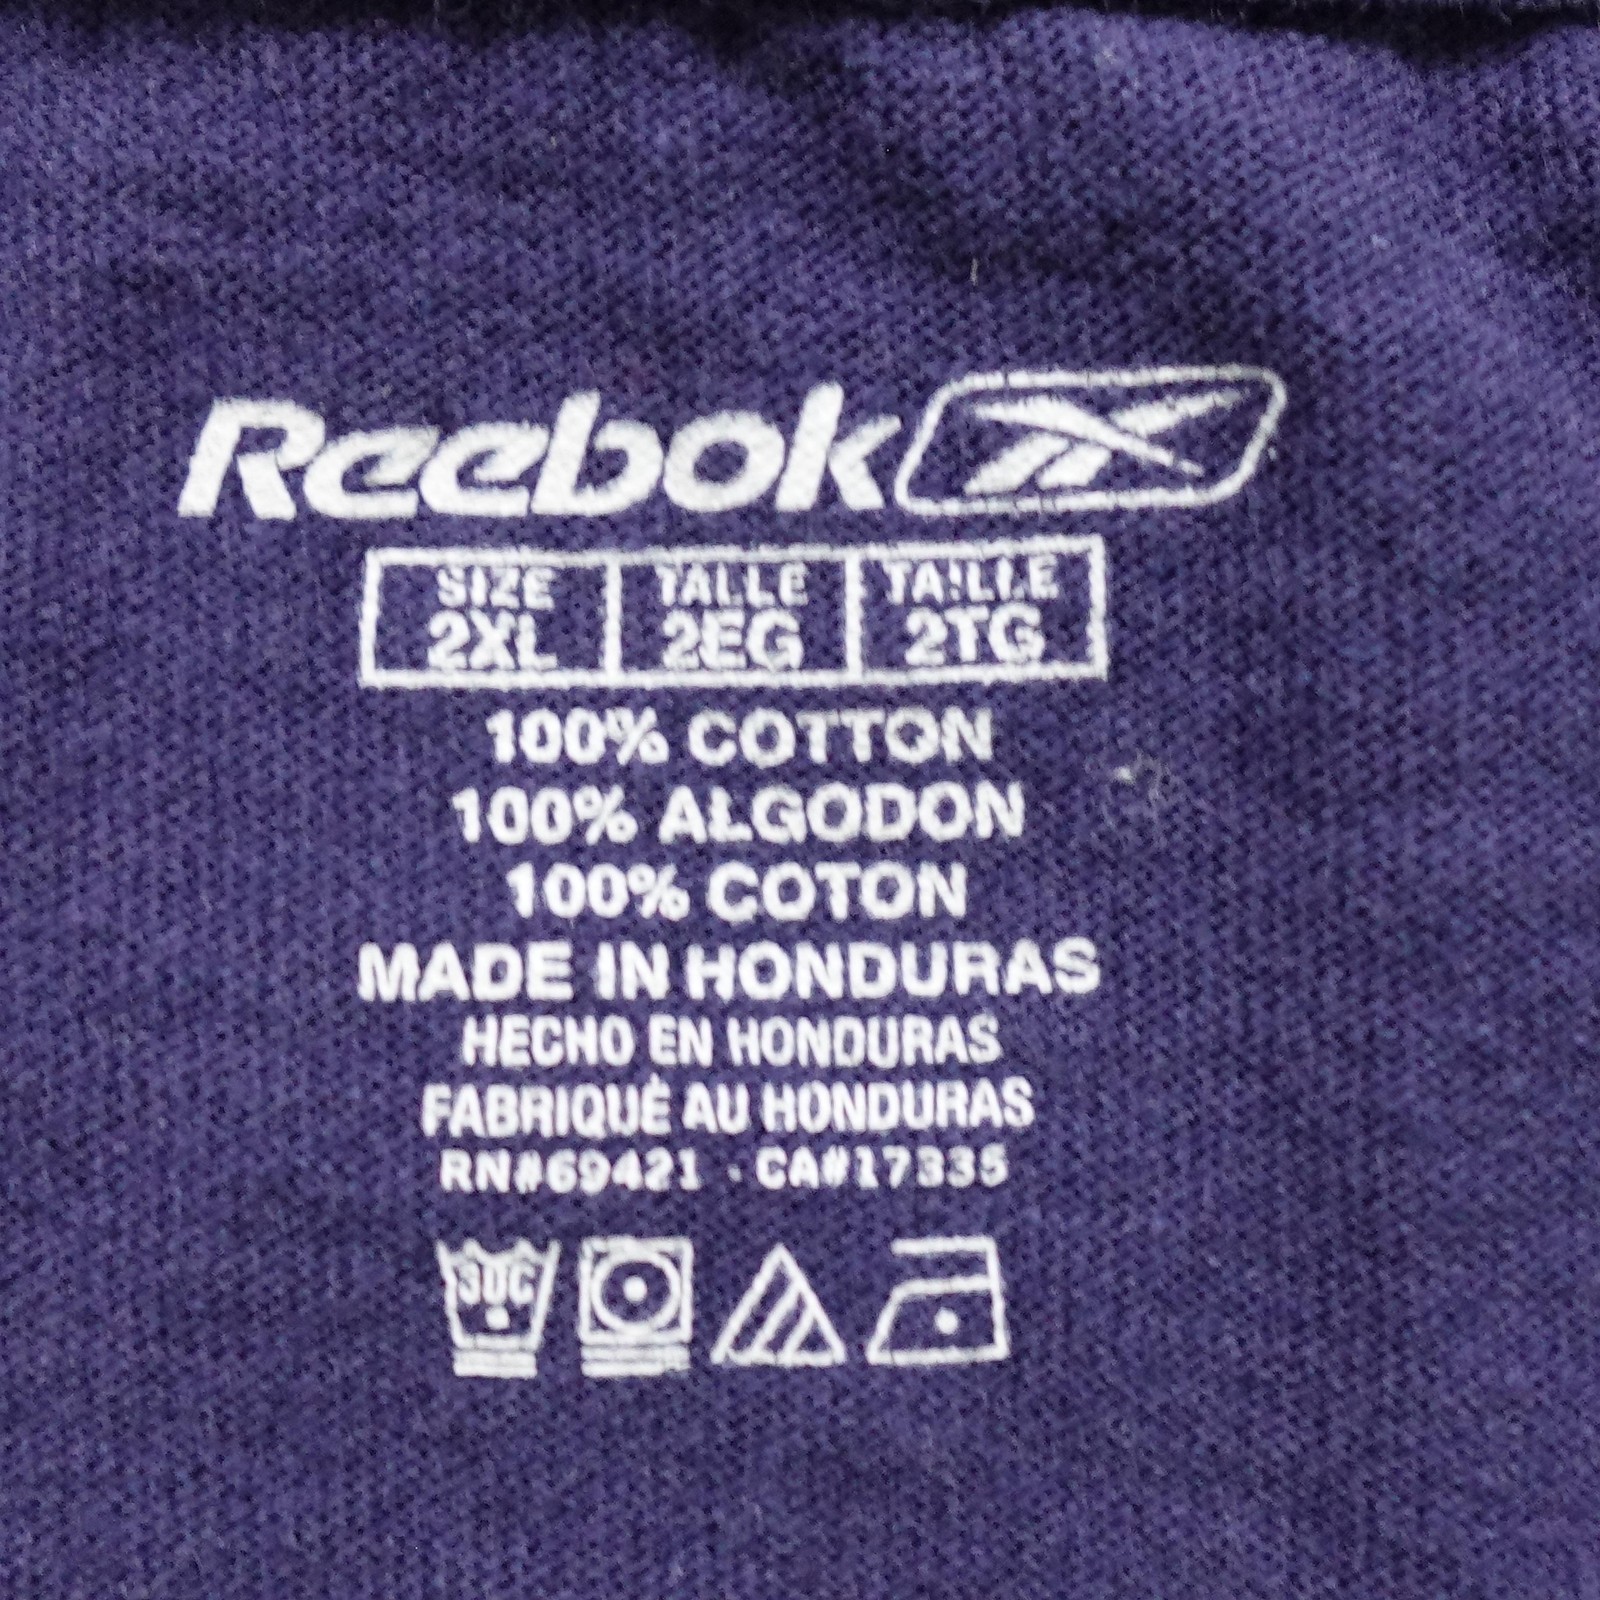 Reebok
SIZE TALLE TAILLE
2XL 2EG 2TG
100% COTTON
100% ALGODON
100% COTON
MADE IN HONDURAS
HECHO EN HONDURAS
FABRIQUÉ AU HONDURAS
RN#69421 · CA#17335
30C